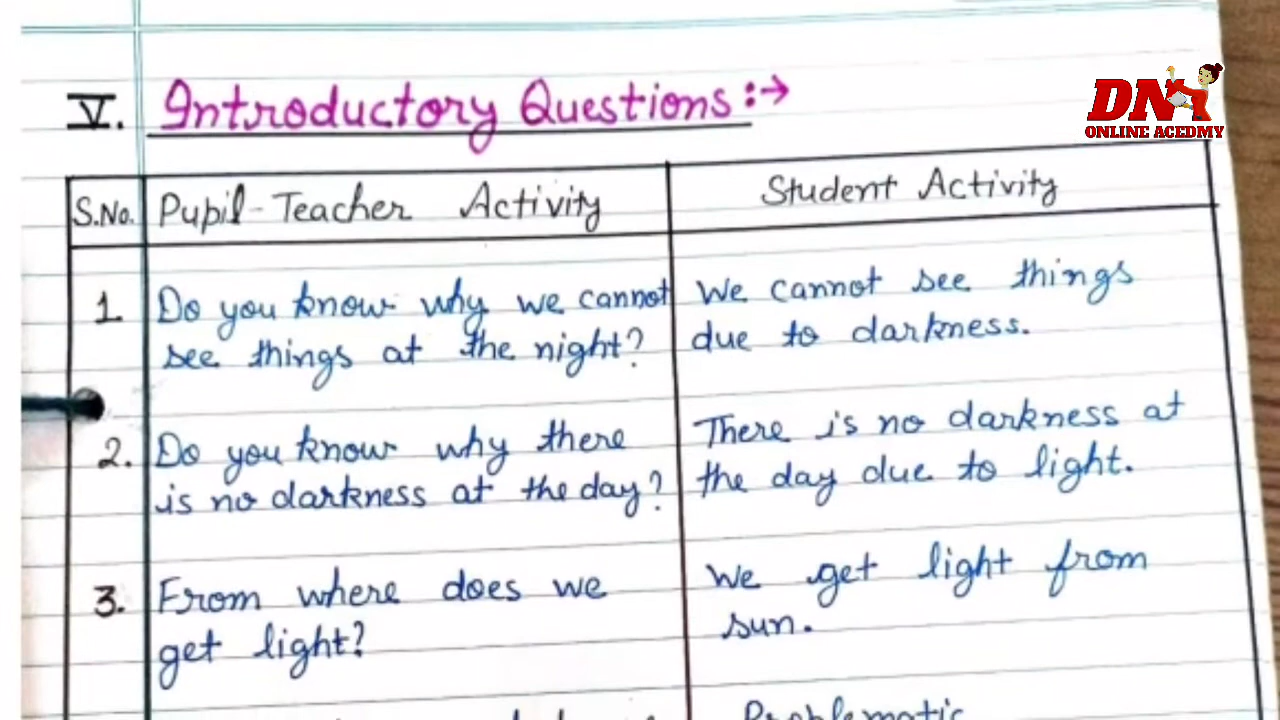 V. Introductory Questions :→
DN
ONLINE ACEDMY
S.No. Pupil-Teacher Activity Student Activity
1. Do you know why we cannot We cannot see things
see things at the night? due to darkness.
2. Do you know why there There is no darkness at
is no darkness at the day? the day due to light.
3. From where does we We get light from
get light? sun.
Problematic